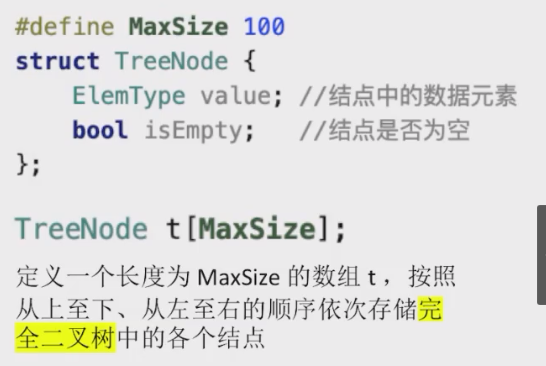 #define MaxSize 100
struct TreeNode {
    ElemType value; //结点中的数据元素
    bool isEmpty;   //结点是否为空
};
TreeNode t[MaxSize];
定义一个长度为 MaxSize 的数组 t ，按照
从上至下、从左至右的顺序依次存储完
全二叉树中的各个结点